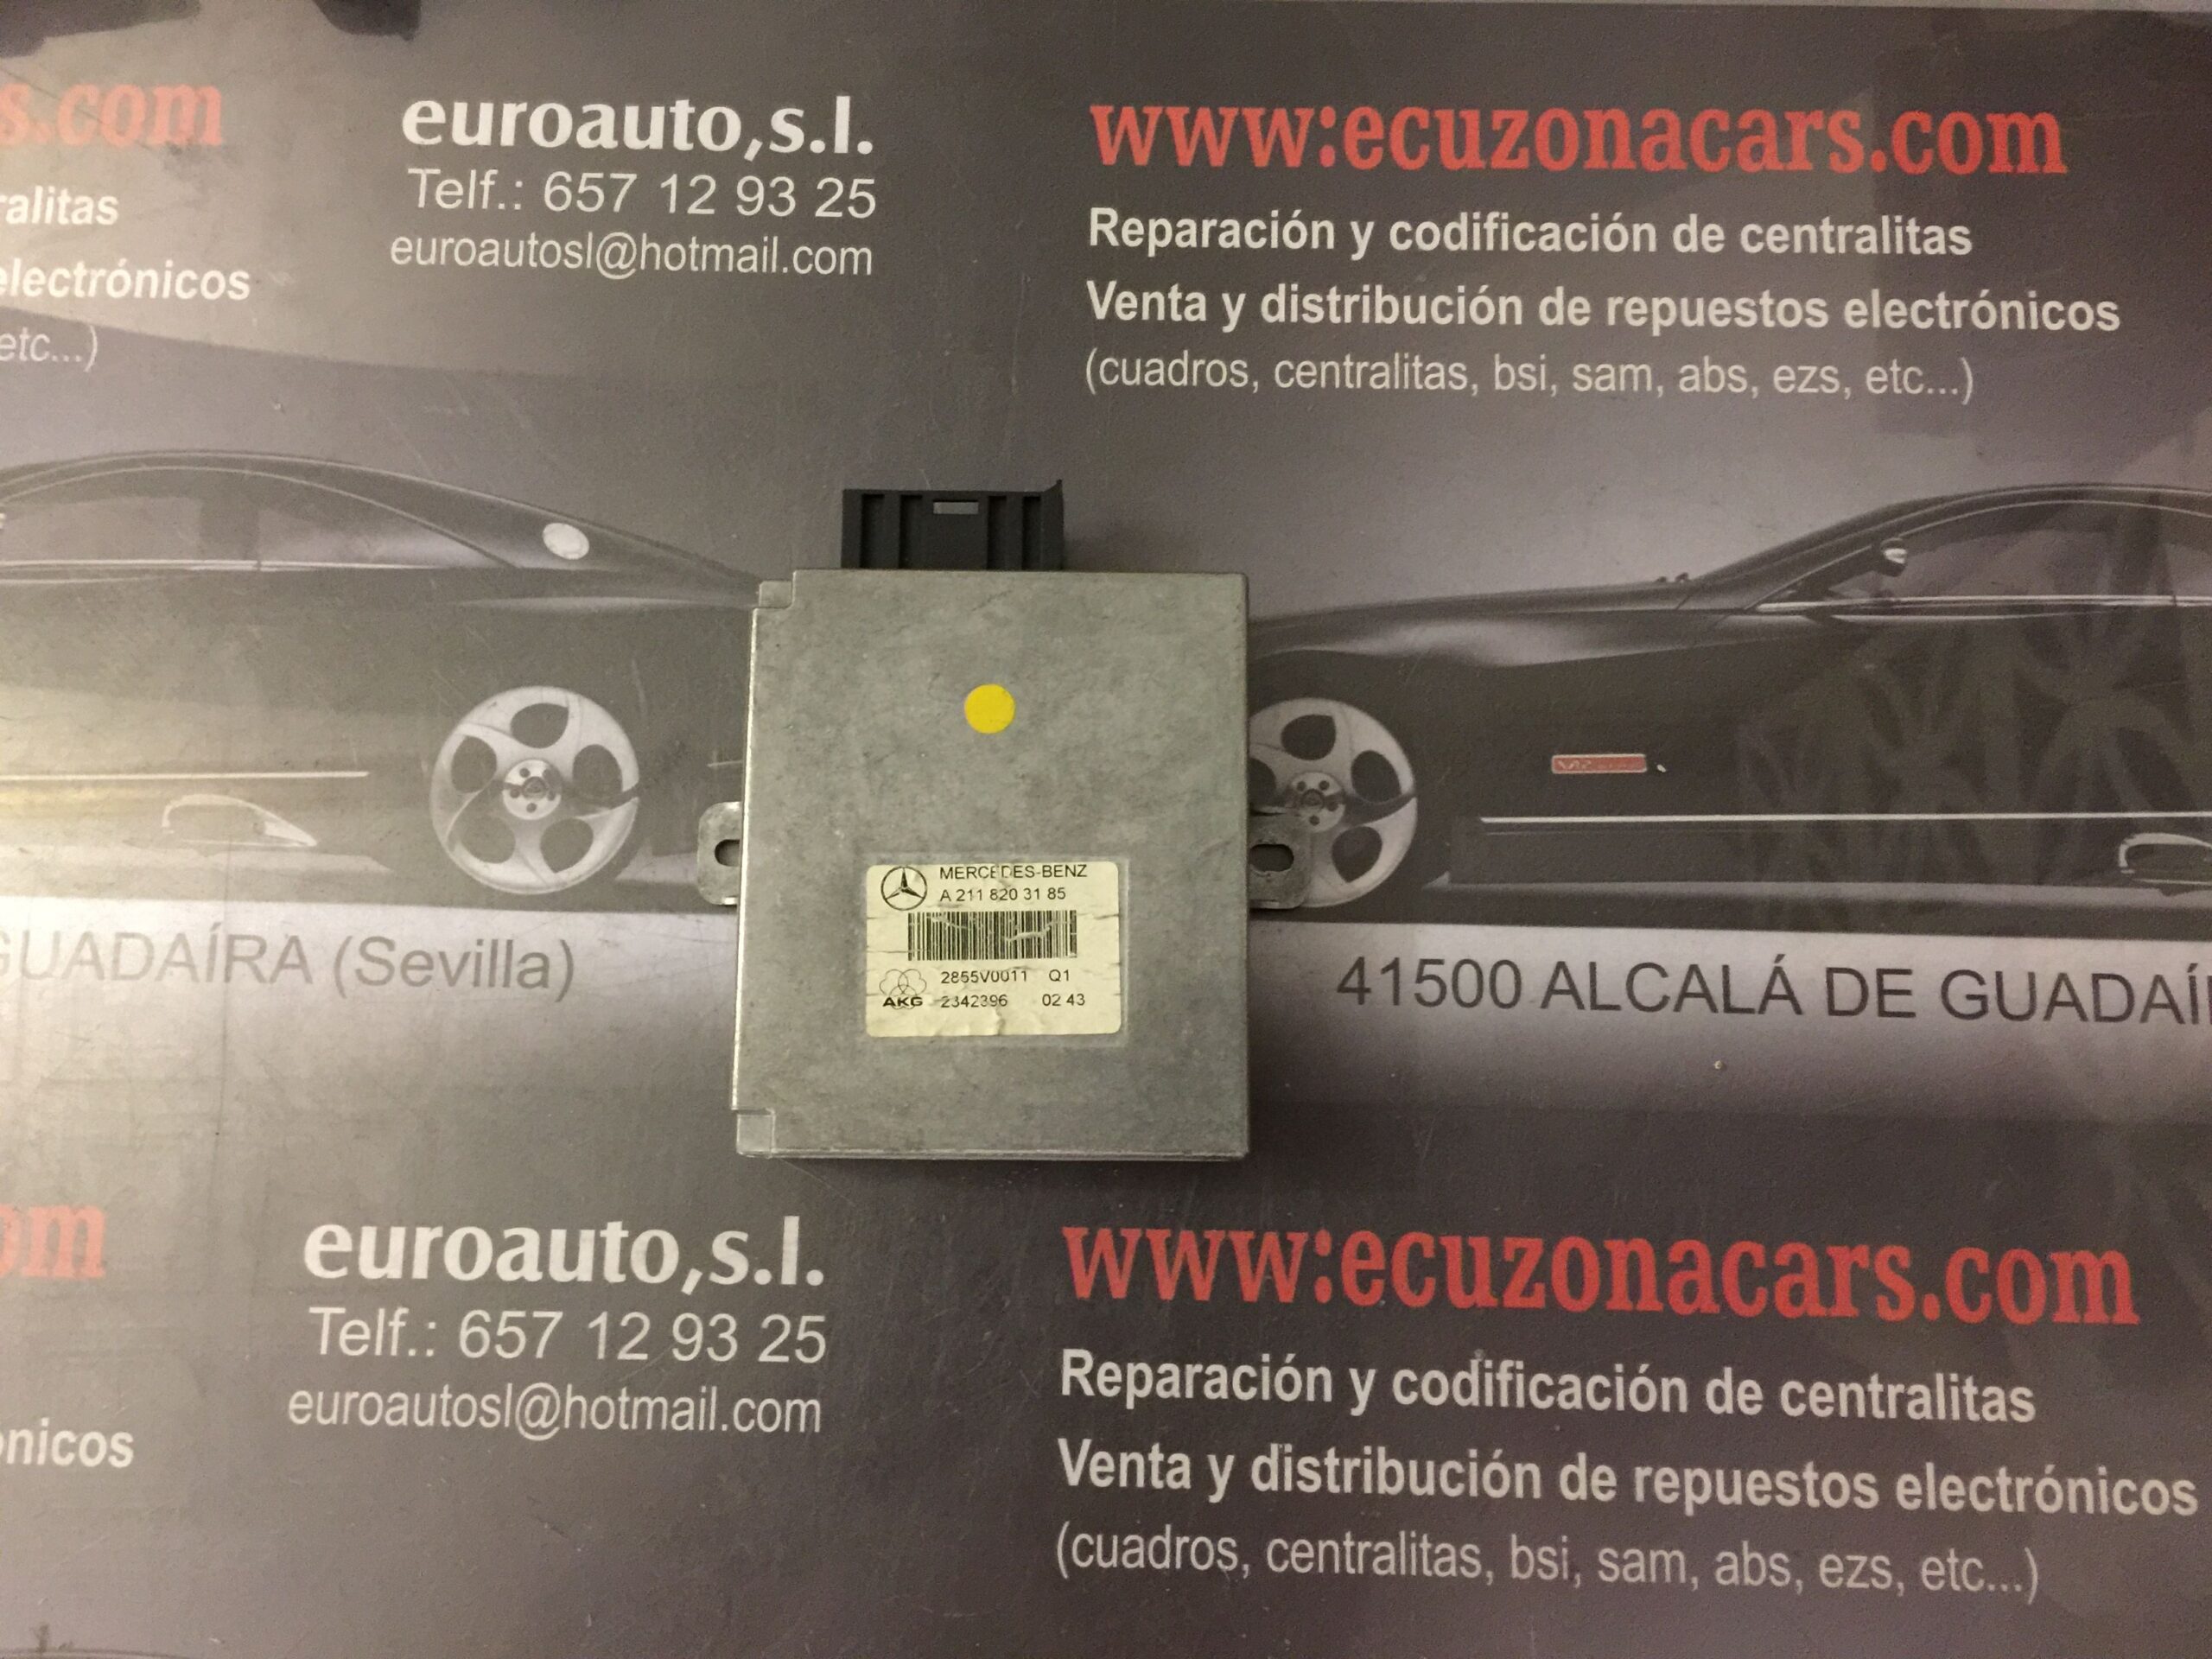 s.com
ralitas
electrónicos
etc...)
euroauto,s.l.
Telf.: 657 12 93 25
euroautosl@hotmail.com
www:ecuzonacars.com
Reparación y codificación de centralitas
Venta y distribución de repuestos electrónicos
(cuadros, centralitas, bsi, sam, abs, ezs, etc...)
MERCEDES-BENZ
A 211 820 31 85
2855V0011 Q1
AKG 2342396 02 43
GUADAÍRA (Sevilla)
41500 ALCALÁ DE GUADAÍ
om
ónicos
euroauto,s.l.
Telf.: 657 12 93 25
euroautosl@hotmail.com
www:ecuzonacars.com
Reparación y codificación de centralitas
Venta y distribución de repuestos electrónicos
(cuadros, centralitas, bsi, sam, abs, ezs, etc...)